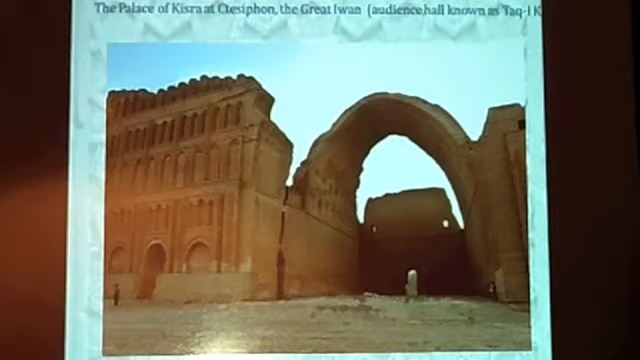 The Palace of Kisra at Ctesiphon, the Great Iwan (audience hall known as Taq-I K